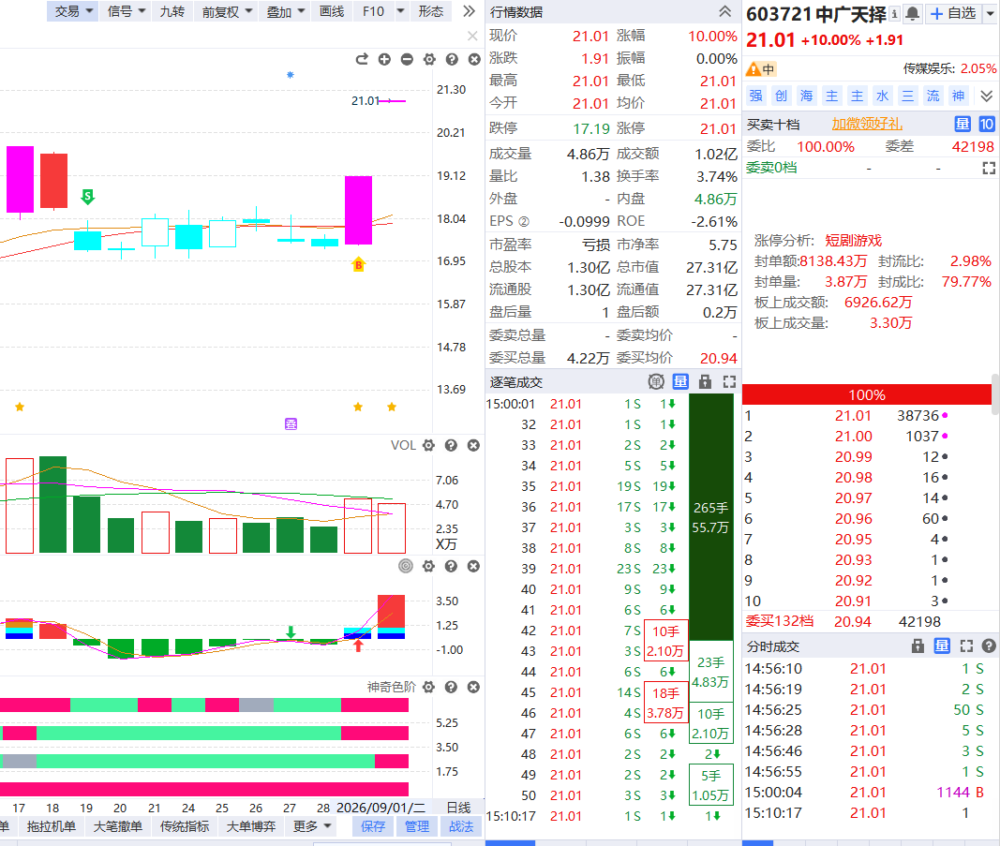 交易 信号 九转 前复权 叠加 画线 F10 形态
21.30
21.01
20.21
19.12
S
18.04
16.95
B
15.87
14.78
13.69
VOL
7.06
4.70
2.35
X万
3.50
1.25
-1.00
神奇色阶
5.25
3.50
1.75
17 18 19 20 21 24 25 26 27 28 2026/09/01/二 日线
单 拖拉机单 大笔撤单 传统指标 大单博弈 更多 保存 管理 战法
行情数据
现价 21.01 涨幅 10.00%
涨跌 1.91 振幅 0.00%
最高 21.01 最低 21.01
今开 21.01 均价 21.01
跌停 17.19 涨停 21.01
成交量 4.86万 成交额 1.02亿
量比 1.38 换手率 3.74%
外盘 - 内盘 4.86万
EPS ② -0.0999 ROE -2.61%
市盈率 亏损 市净率 5.75
总股本 1.30亿 总市值 27.31亿
流通股 1.30亿 流通值 27.31亿
盘后量 1 盘后额 0.2万
委卖总量 - 委卖均价 -
委买总量 4.22万 委买均价 20.94
逐笔成交 量
15:00:01 21.01 1 S 1
32 21.01 1 S 1
33 21.01 2 S 2
34 21.01 5 S 5
35 21.01 19 S 19
36 21.01 17 S 17
37 21.01 3 S 3
38 21.01 8 S 8
39 21.01 23 S 23
40 21.01 9 S 9
41 21.01 6 S 6
42 21.01 7 S
43 21.01 3 S
44 21.01 6 S 6
45 21.01 14 S
46 21.01 4 S
47 21.01 6 S 6
48 21.01 2 S 2 2
49 21.01 2 S 2
50 21.01 3 S 3
15:10:17 21.01 1 S 1 1
265手
55.7万
10手
2.10万
23手
4.83万
18手
3.78万
10手
2.10万
5手
1.05万
603721 中广天择 自选
21.01 +10.00% +1.91
中 传媒娱乐: 2.05%
强 创 海 主 主 水 三 流 神
买卖十档 加微领好礼 量 10
委比 100.00% 委差 42198
委卖0档 - -
涨停分析: 短剧游戏
封单额:8138.43万 封流比: 2.98%
封单量: 3.87万 封成比: 79.77%
板上成交额: 6926.62万
板上成交量: 3.30万
100%
1 21.01 38736
2 21.00 1037
3 20.99 12
4 20.98 16
5 20.97 14
6 20.96 60
7 20.95 4
8 20.93 1
9 20.92 1
10 20.91 3
委买132档 20.94 42198
分时成交 量
14:56:10 21.01 1 S
14:56:19 21.01 2 S
14:56:25 21.01 50 S
14:56:28 21.01 5 S
14:56:46 21.01 3 S
14:56:55 21.01 1 S
15:00:04 21.01 1144 B
15:10:17 21.01 1